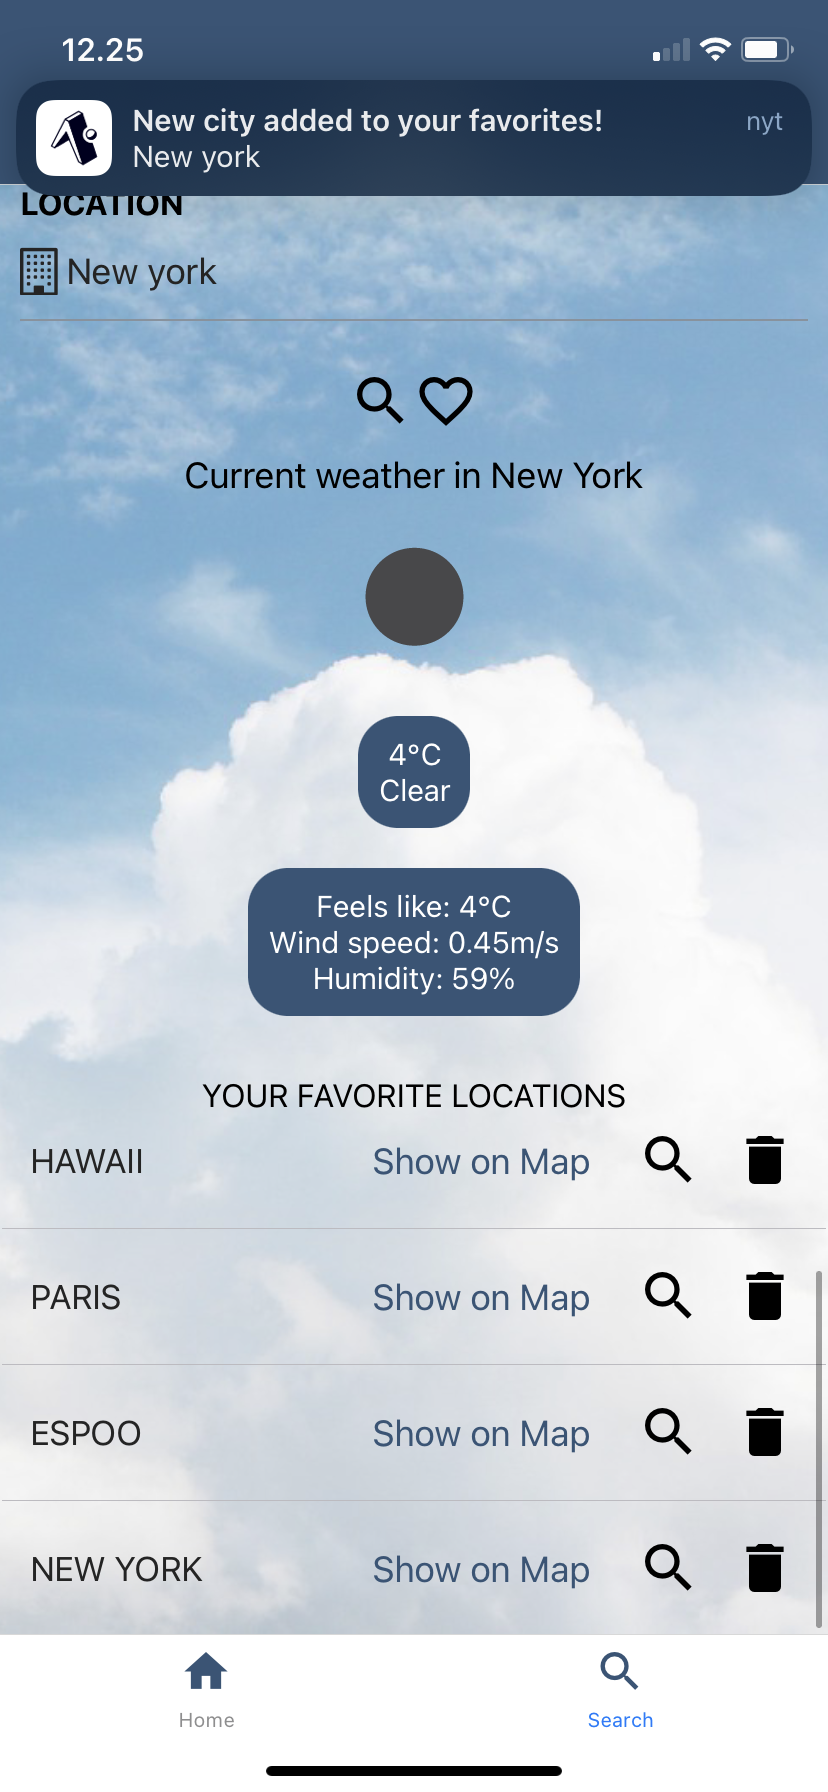 12.25
New city added to your favorites! nyt
New york
LOCATION
New york
Current weather in New York
4°C
Clear
Feels like: 4°C
Wind speed: 0.45m/s
Humidity: 59%
YOUR FAVORITE LOCATIONS
HAWAII Show on Map
PARIS Show on Map
ESPOO Show on Map
NEW YORK Show on Map
Home Search